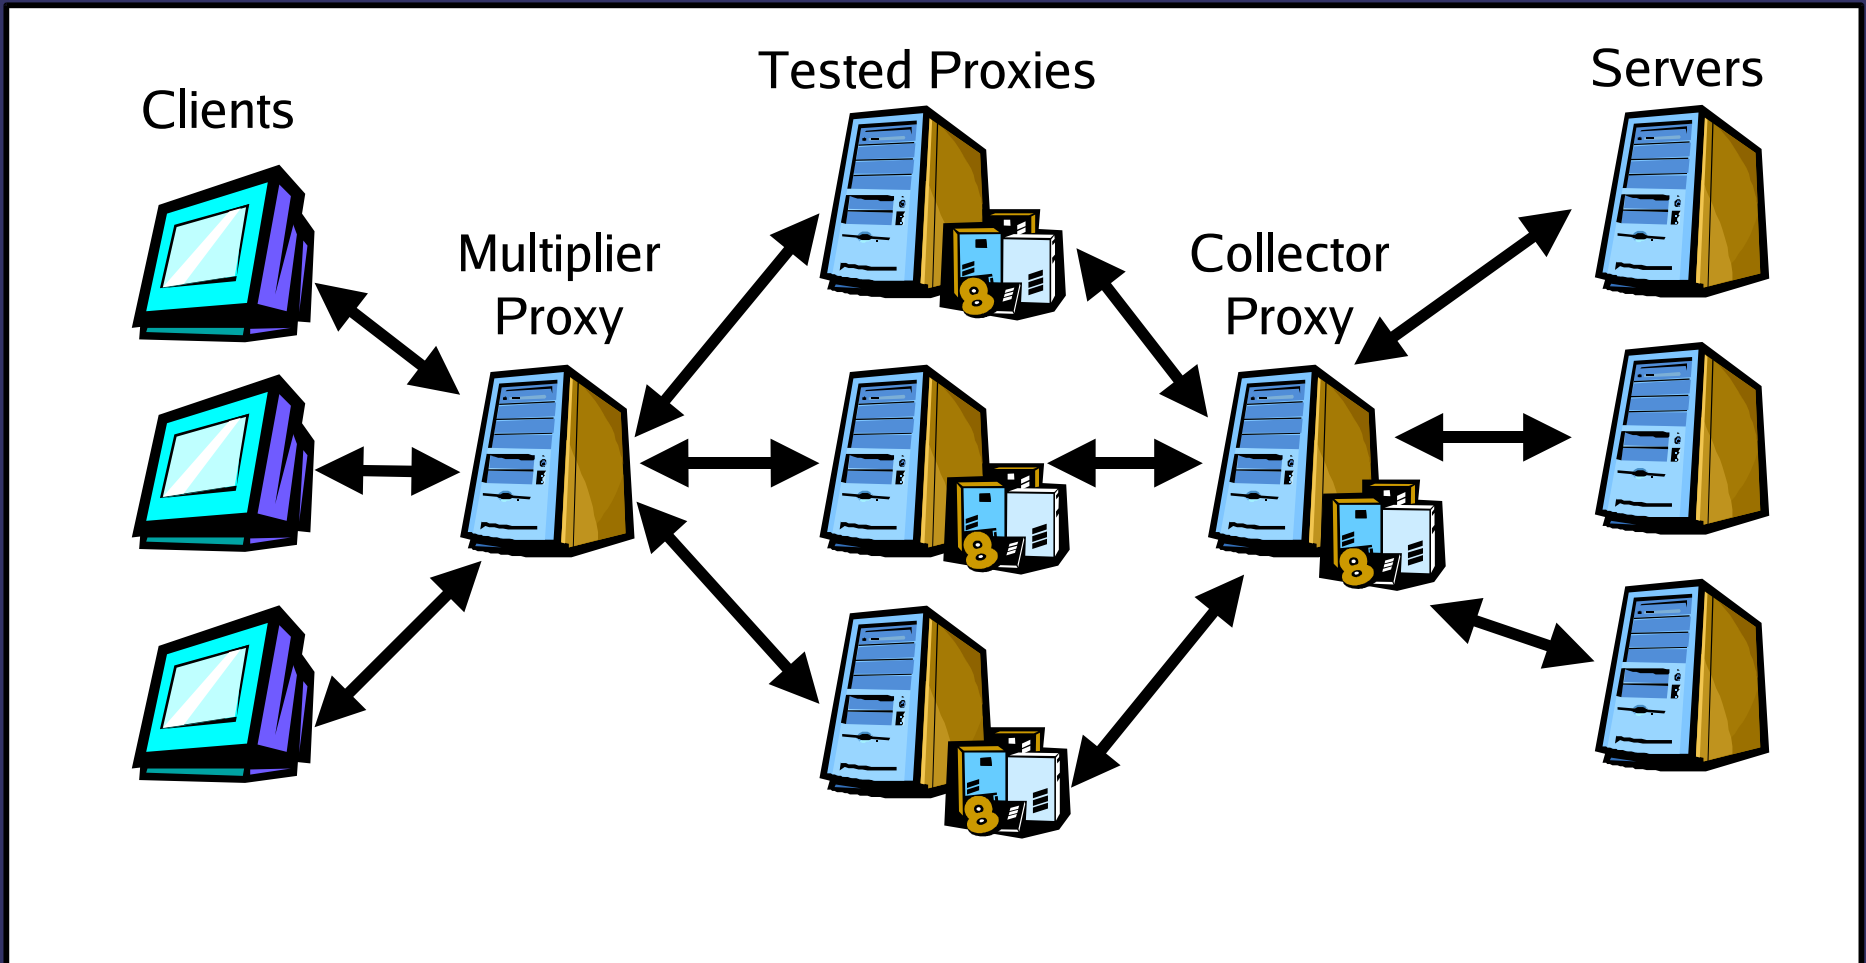 Clients
Multiplier
Proxy
Tested Proxies
Collector
Proxy
Servers